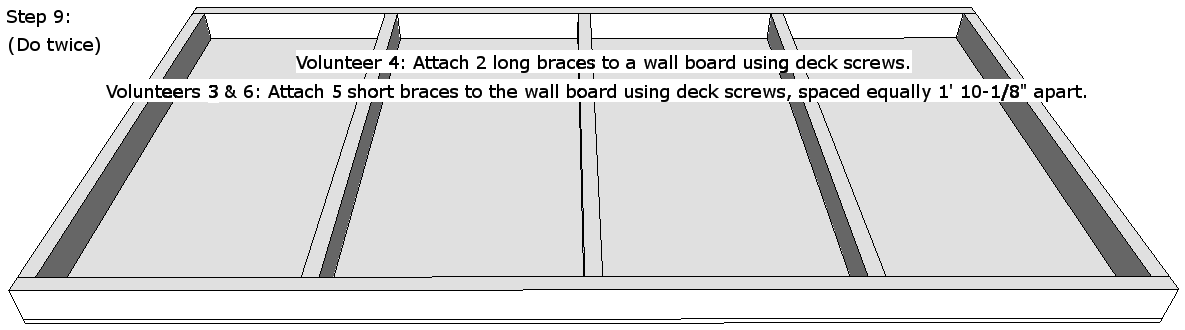 Step 9:
(Do twice)
Volunteer 4: Attach 2 long braces to a wall board using deck screws.
Volunteers 3 & 6: Attach 5 short braces to the wall board using deck screws, spaced equally 1' 10-1/8" apart.